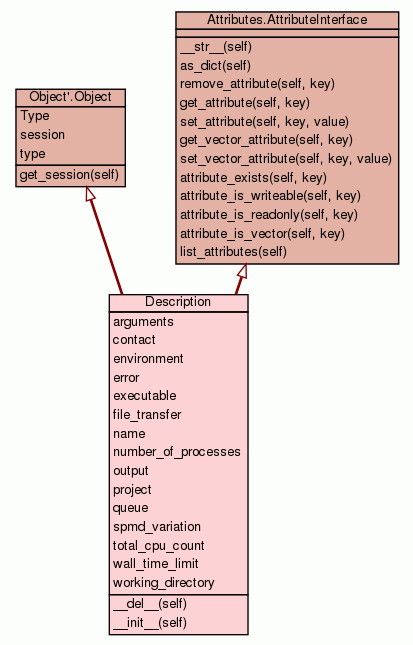 Attributes.AttributeInterface
__str__(self)
as_dict(self)
remove_attribute(self, key)
get_attribute(self, key)
set_attribute(self, key, value)
get_vector_attribute(self, key)
set_vector_attribute(self, key, value)
attribute_exists(self, key)
attribute_is_writeable(self, key)
attribute_is_readonly(self, key)
attribute_is_vector(self, key)
list_attributes(self)
Object'.Object
Type
session
type
get_session(self)
Description
arguments
contact
environment
error
executable
file_transfer
name
number_of_processes
output
project
queue
spmd_variation
total_cpu_count
wall_time_limit
working_directory
__del__(self)
__init__(self)